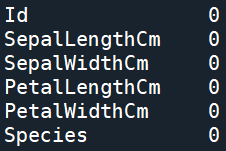 Id 0
SepalLengthCm 0
SepalWidthCm 0
PetalLengthCm 0
PetalWidthCm 0
Species 0